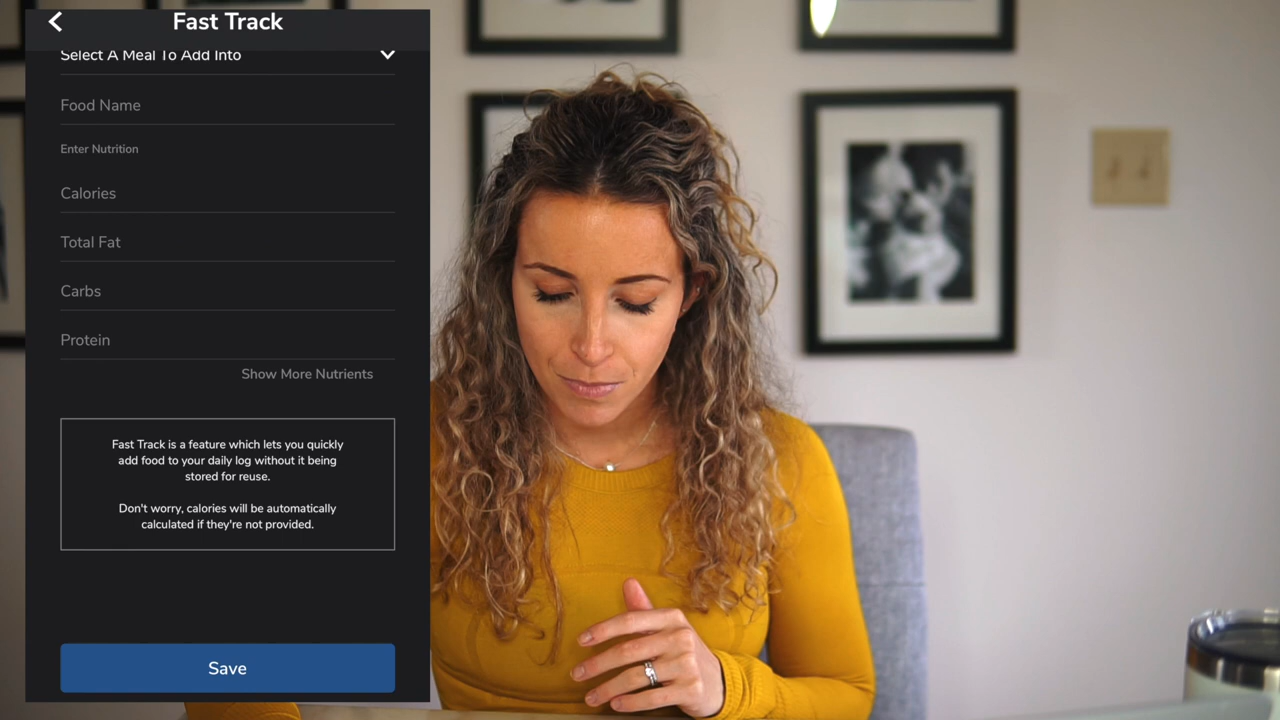 Fast Track
Select A Meal To Add Into
Food Name
Enter Nutrition
Calories
Total Fat
Carbs
Protein
Show More Nutrients
Fast Track is a feature which lets you quickly
add food to your daily log without it being
stored for reuse.
Don't worry, calories will be automatically
calculated if they're not provided.
Save